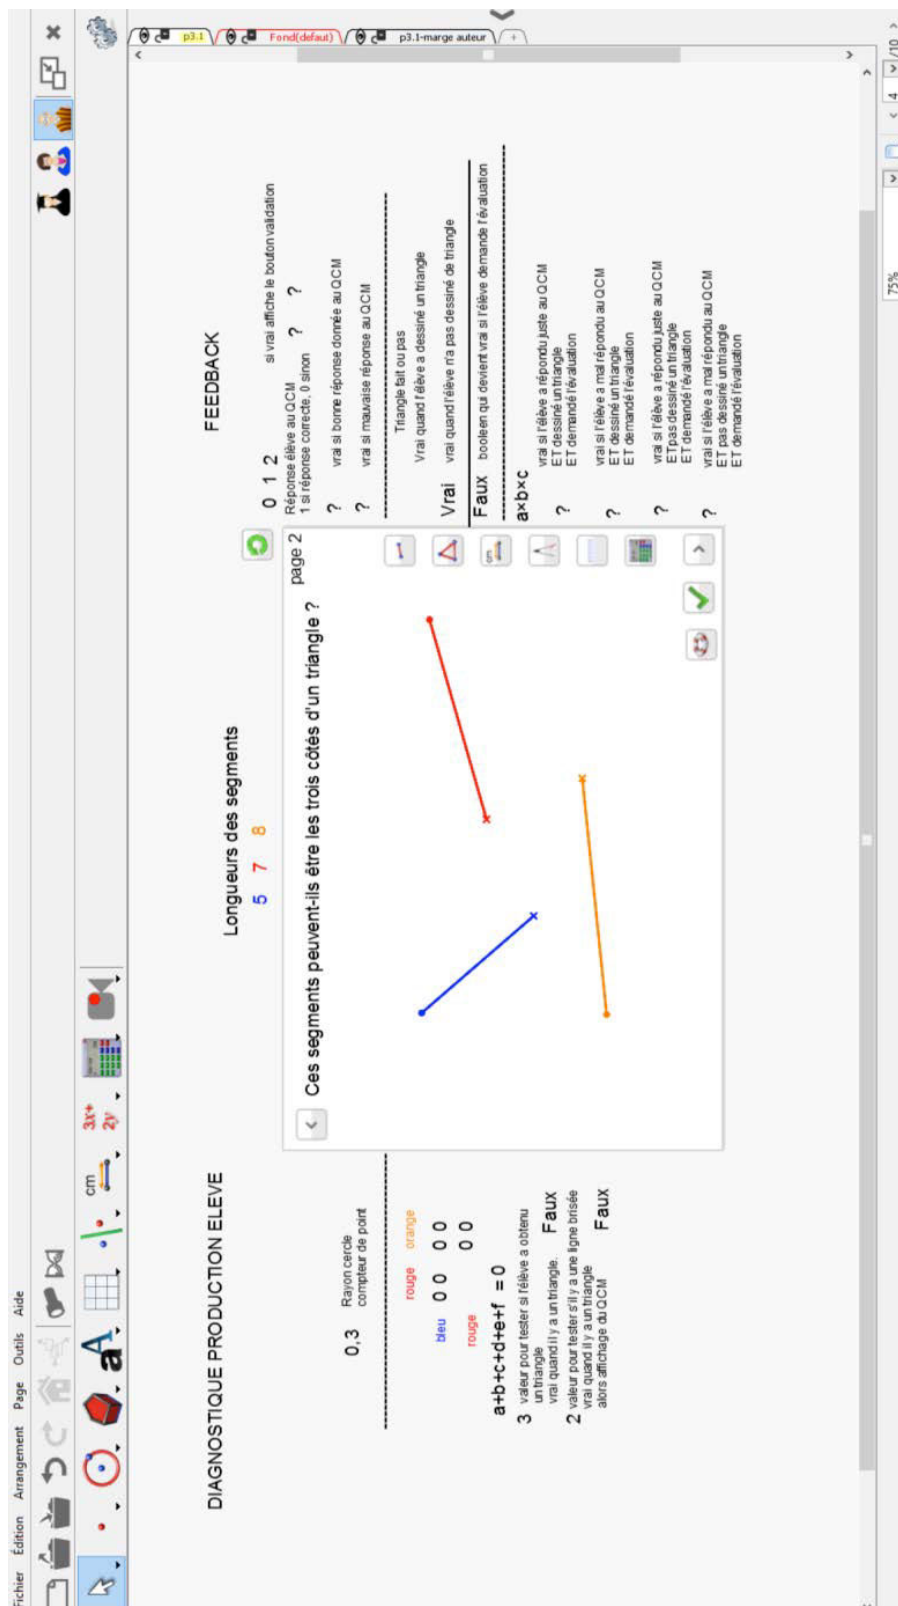 Fichier Édition Arrangement Page Outils Aide
cm
3x+
2y
p3.1
Fond(defaut)
p3.1-marge auteur
+
DIAGNOSTIQUE PRODUCTION ELEVE
0,3
Rayon cercle
compteur de point
rouge orange
bleu 0 0 0 0
rouge 0 0
a+b+c+d+e+f = 0
3 valeur pour tester si l'élève a obtenu
un triangle
vrai quand il y a un triangle. Faux
2 valeur pour tester s'il y a une ligne brisée
vrai quand il y a un triangle
alors affichage du QCM Faux
Longueurs des segments
5 7 8
page 2
Ces segments peuvent-ils être les trois côtés d'un triangle ?
cm
FEEDBACK
0 1 2 si vrai affiche le bouton validation
Réponse élève au QCM
1 si réponse correcte, 0 sinon ? ?
? vrai si bonne réponse donnée au QCM
? vrai si mauvaise réponse au QCM
Triangle fait ou pas
Vrai quand l'élève a dessiné un triangle
Vrai vrai quand l'élève n'a pas dessiné de triangle
Faux booleen qui devient vrai si l'élève demande l'évaluation
a×b×c
vrai si l'élève a répondu juste au QCM
ET dessiné un triangle
? ET demandé l'évaluation
vrai si l'élève a mal répondu au QCM
ET dessiné un triangle
? ET demandé l'évaluation
vrai si l'élève a répondu juste au QCM
ET pas dessiné un triangle
? ET demandé l'évaluation
vrai si l'élève a mal répondu au QCM
ET pas dessiné un triangle
? ET demandé l'évaluation
75%
4
/10